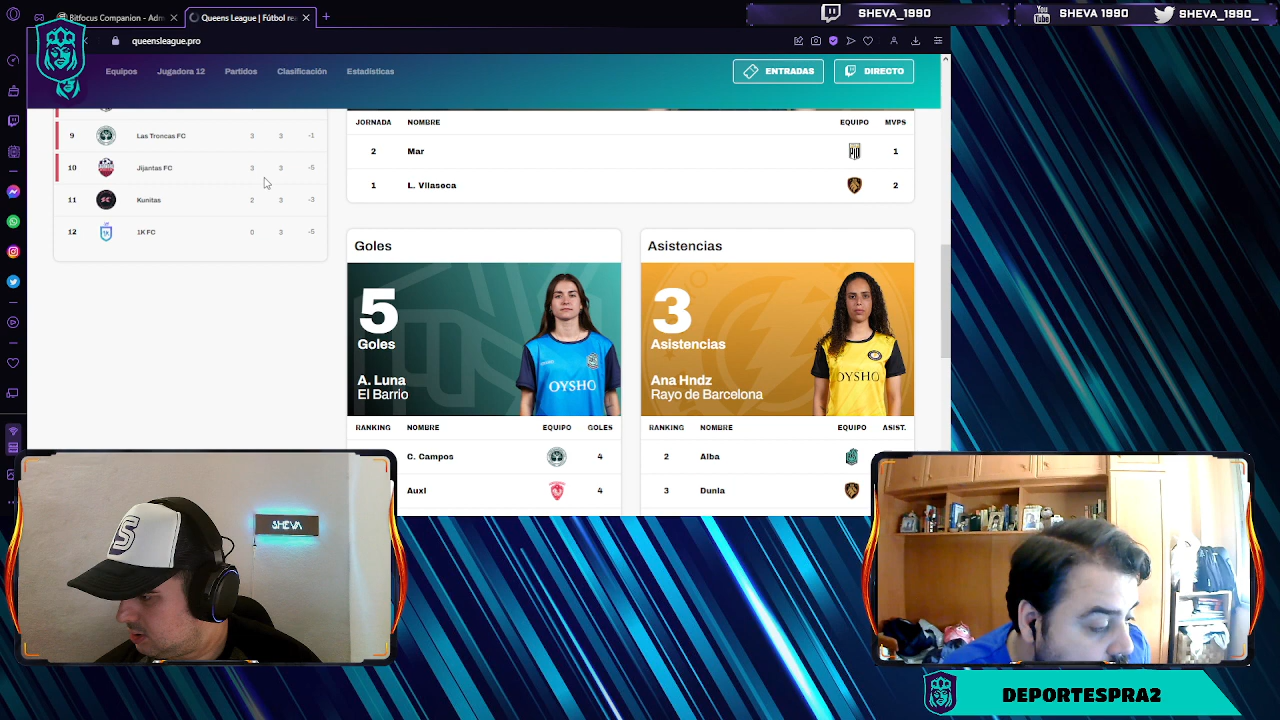 Bitfocus Companion - Adm
Queens League | Fútbol re
SHEVA_1990
SHEVA 1990
SHEVA_1990_
queensleague.pro
Equipos
Jugadora 12
Partidos
Clasificación
Estadísticas
ENTRADAS
DIRECTO
9 Las Troncas FC 3 3 -1
10 Jijantas FC 3 3 -5
11 Kunitas 2 3 -3
12 1K FC 0 3 -5
JORNADA NOMBRE EQUIPO MVPS
2 Mar 1
1 L. Vilaseca 2
Goles
5
Goles
A. Luna
El Barrio
OYSHO
RANKING NOMBRE EQUIPO GOLES
C. Campos 4
Auxi 4
Asistencias
3
Asistencias
Ana Hndz
Rayo de Barcelona
OYSHO
RANKING NOMBRE EQUIPO ASIST.
2 Alba
3 Dunia
SHEVA
S
DEPORTESPRA2
You
Tube